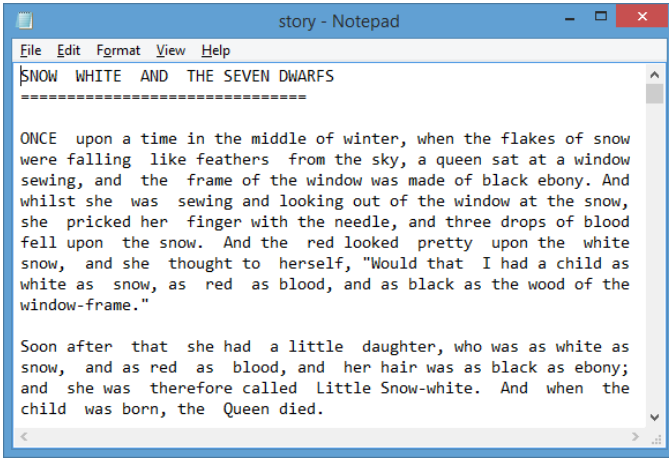 story - Notepad
File Edit Format View Help
SNOW  WHITE  AND  THE SEVEN DWARFS
===============================
ONCE  upon a time in the middle of winter, when the flakes of snow
were falling  like feathers  from the sky, a queen sat at a window
sewing, and  the  frame of the window was made of black ebony. And
whilst she  was  sewing and looking out of the window at the snow,
she  pricked her  finger with the needle, and three drops of blood
fell upon  the snow.  And the  red looked  pretty  upon the  white
snow,  and she  thought to  herself, "Would that  I had a child as
white as  snow, as  red  as blood, and as black as the wood of the
window-frame."
Soon after  that  she had  a little  daughter, who was as white as
snow,  and as red  as  blood, and  her hair was as black as ebony;
and  she was  therefore called  Little Snow-white.  And  when  the
child  was born, the  Queen died.